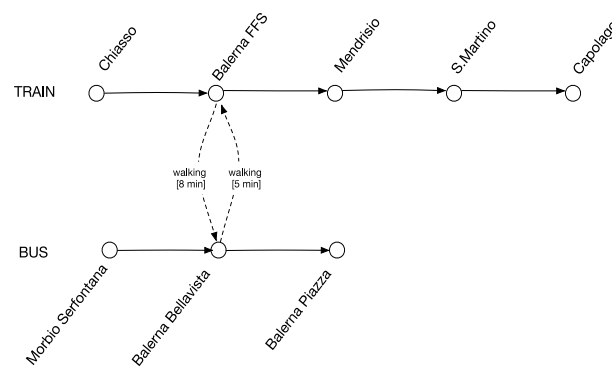 Chiasso
Balerna FFS
Mendrisio
S.Martino
Capolago
TRAIN
walking
[8 min]
walking
[5 min]
BUS
Morbio Serfontana
Balerna Bellavista
Balerna Piazza